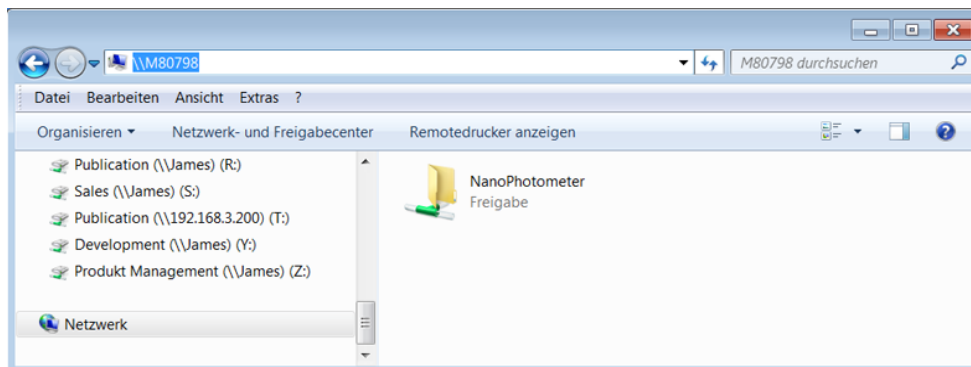 \\M80798
M80798 durchsuchen
Datei Bearbeiten Ansicht Extras ?
Organisieren Netzwerk- und Freigabecenter Remotedrucker anzeigen
Publication (\\James) (R:)
Sales (\\James) (S:)
Publication (\\192.168.3.200) (T:)
Development (\\James) (Y:)
Produkt Management (\\James) (Z:)
Netzwerk
NanoPhotometer
Freigabe